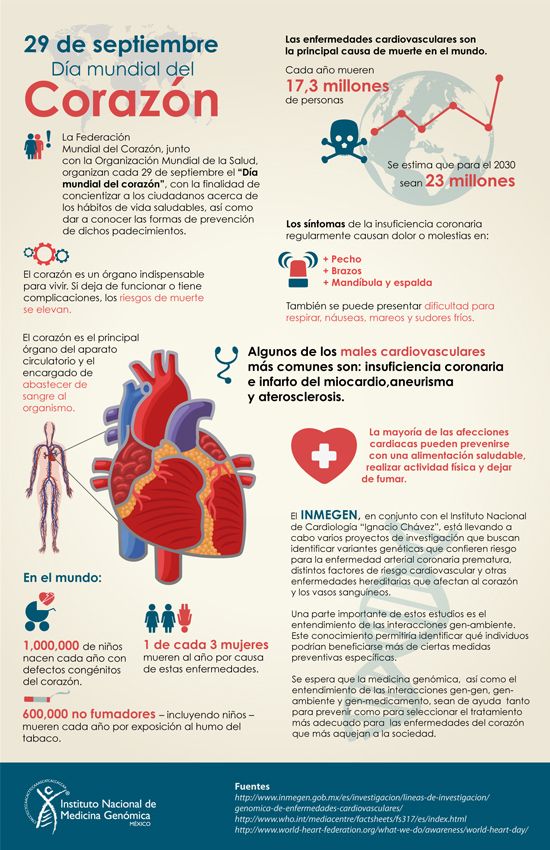 29 de septiembre
Día mundial del
Corazón
La Federación
Mundial del Corazón, junto
con la Organización Mundial de la Salud,
organizan cada 29 de septiembre el “Día
mundial del corazón”, con la finalidad de
concientizar a los ciudadanos acerca de
los hábitos de vida saludables, así como
dar a conocer las formas de prevención
de dichos padecimientos.
El corazón es un órgano indispensable
para vivir. Si deja de funcionar o tiene
complicaciones, los riesgos de muerte
se elevan.
El corazón es el principal
órgano del aparato
circulatorio y el
encargado de
abastecer de
sangre al
organismo.
En el mundo:
1,000,000 de niños
nacen cada año con
defectos congénitos
del corazón.
1 de cada 3 mujeres
mueren al año por causa
de estas enfermedades.
600,000 no fumadores – incluyendo niños –
mueren cada año por exposición al humo del
tabaco.
Las enfermedades cardiovasculares son
la principal causa de muerte en el mundo.
Cada año mueren
17,3 millones
de personas
Se estima que para el 2030
sean 23 millones
Los síntomas de la insuficiencia coronaria
regularmente causan dolor o molestias en:
+ Pecho
+ Brazos
+ Mandíbula y espalda
También se puede presentar dificultad para
respirar, náuseas, mareos y sudores fríos.
Algunos de los males cardiovasculares
más comunes son: insuficiencia coronaria
e infarto del miocardio,aneurisma
y aterosclerosis.
La mayoría de las afecciones
cardiacas pueden prevenirse
con una alimentación saludable,
realizar actividad física y dejar
de fumar.
El INMEGEN, en conjunto con el Instituto Nacional
de Cardiología “Ignacio Chávez”, está llevando a
cabo varios proyectos de investigación que buscan
identificar variantes genéticas que confieren riesgo
para la enfermedad arterial coronaria prematura,
distintos factores de riesgo cardiovascular y otras
enfermedades hereditarias que afectan al corazón
y los vasos sanguíneos.
Una parte importante de estos estudios es el
entendimiento de las interacciones gen-ambiente.
Este conocimiento permitiría identificar qué individuos
podrían beneficiarse más de ciertas medidas
preventivas específicas.
Se espera que la medicina genómica, así como el
entendimiento de las interacciones gen-gen, gen-
ambiente y gen-medicamento, sean de ayuda tanto
para prevenir como para seleccionar el tratamiento
más adecuado para las enfermedades del corazón
que más aquejan a la sociedad.
Instituto Nacional de
Medicina Genómica
MÉXICO
Fuentes
http://www.inmegen.gob.mx/es/investigacion/lineas-de-investigacion/
genomica-de-enfermedades-cardiovasculares/
http://www.who.int/mediacentre/factsheets/fs317/es/index.html
http://www.world-heart-federation.org/what-we-do/awareness/world-heart-day/